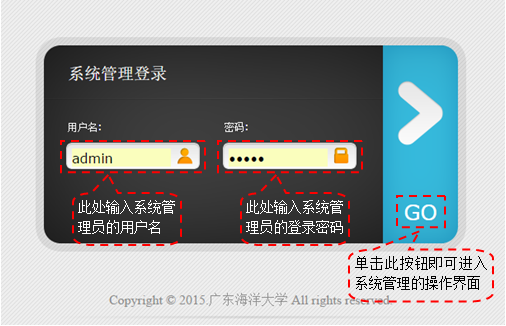 系统管理登录
用户名:
密码:
admin
●●●●●
此处输入系统管
理员的用户名
此处输入系统管
理员的登录密码
GO
单击此按钮即可进入
系统管理的操作界面
Copyright © 2015.广东海洋大学 All rights reserved.